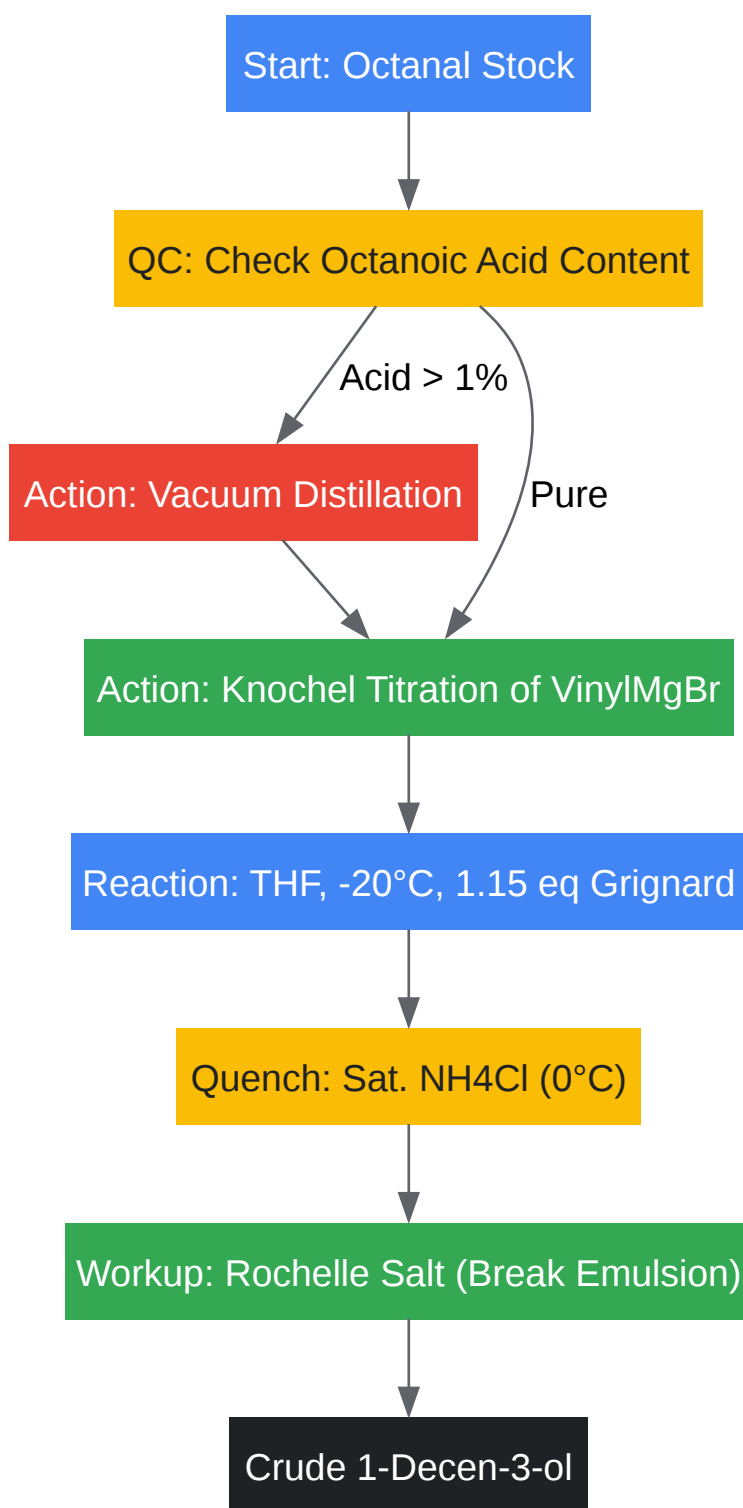 Start: Octanal Stock
QC: Check Octanoic Acid Content
Acid > 1%
Action: Vacuum Distillation
Pure
Action: Knochel Titration of VinylMgBr
Reaction: THF, -20°C, 1.15 eq Grignard
Quench: Sat. NH4Cl (0°C)
Workup: Rochelle Salt (Break Emulsion)
Crude 1-Decen-3-ol